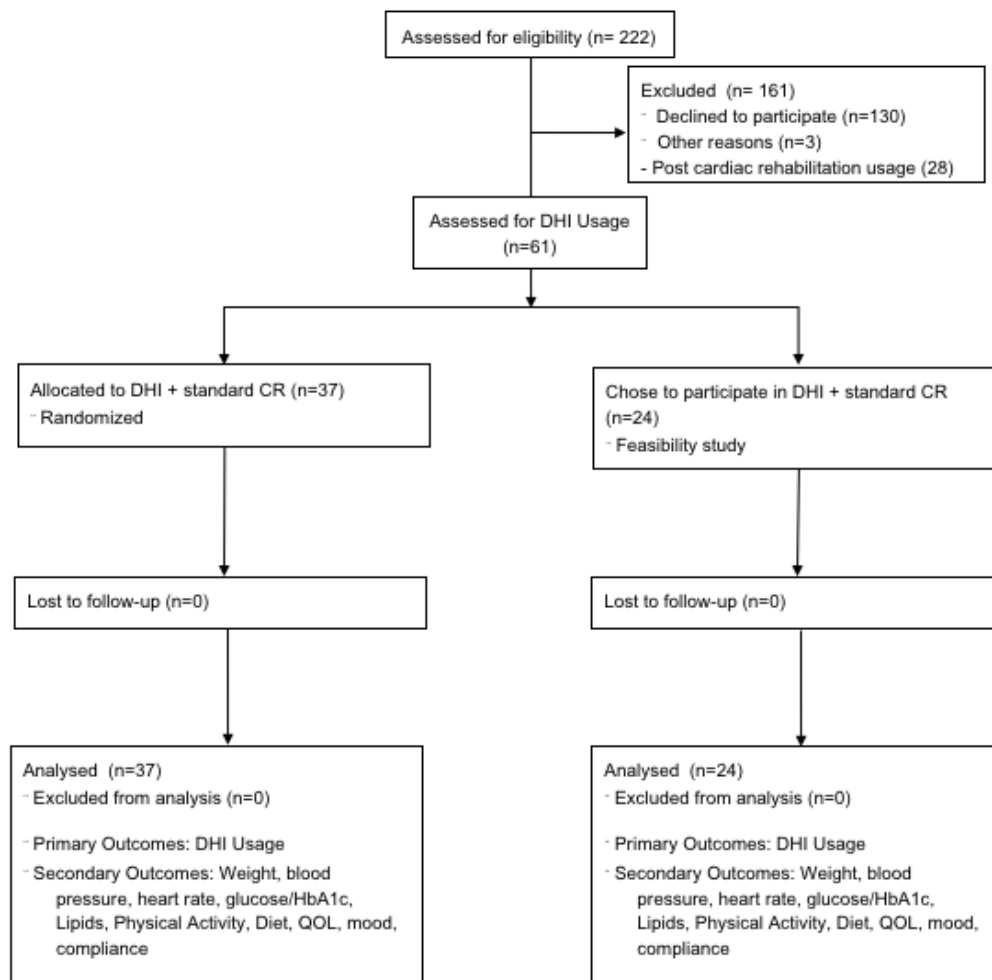 Assessed for eligibility (n= 222)
Excluded (n= 161)
¨ Declined to participate (n=130)
¨ Other reasons (n=3)
- Post cardiac rehabilitation usage (28)
Assessed for DHI Usage
(n=61)
Allocated to DHI + standard CR (n=37)
¨ Randomized
Chose to participate in DHI + standard CR
(n=24)
¨ Feasibility study
Lost to follow-up (n=0)
Lost to follow-up (n=0)
Analysed (n=37)
¨ Excluded from analysis (n=0)
¨ Primary Outcomes: DHI Usage
¨ Secondary Outcomes: Weight, blood
pressure, heart rate, glucose/HbA1c,
Lipids, Physical Activity, Diet, QOL, mood,
compliance
Analysed (n=24)
¨ Excluded from analysis (n=0)
¨ Primary Outcomes: DHI Usage
¨ Secondary Outcomes: Weight, blood
pressure, heart rate, glucose/HbA1c,
Lipids, Physical Activity, Diet, QOL, mood,
compliance